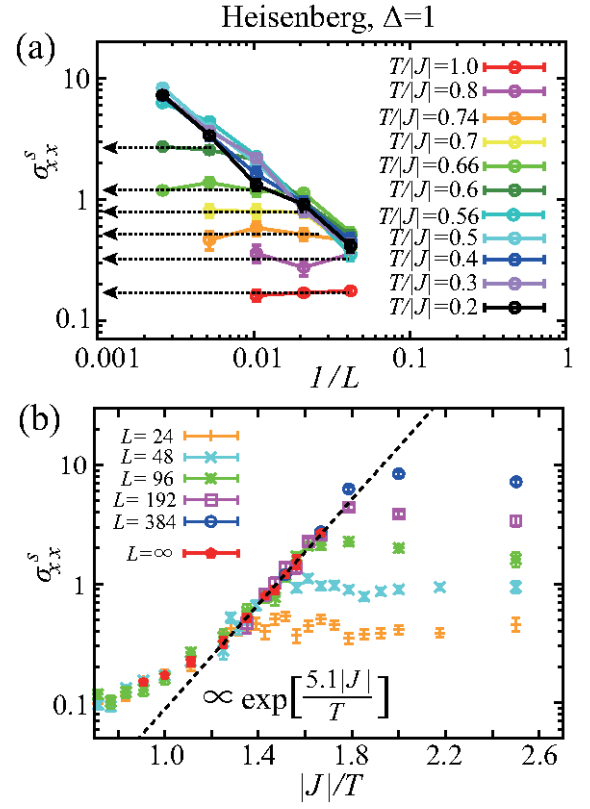 Heisenberg, Δ=1
(a)
σ^s_xx
10
1
0.1
0.001
0.01
0.1
1
1/L
T/|J|=1.0
T/|J|=0.8
T/|J|=0.74
T/|J|=0.7
T/|J|=0.66
T/|J|=0.6
T/|J|=0.56
T/|J|=0.5
T/|J|=0.4
T/|J|=0.3
T/|J|=0.2
(b)
σ^s_xx
10
1
0.1
L= 24
L= 48
L= 96
L= 192
L= 384
L=∞
∝ exp[5.1|J|/T]
1.0
1.4
1.8
2.2
2.6
|J|/T